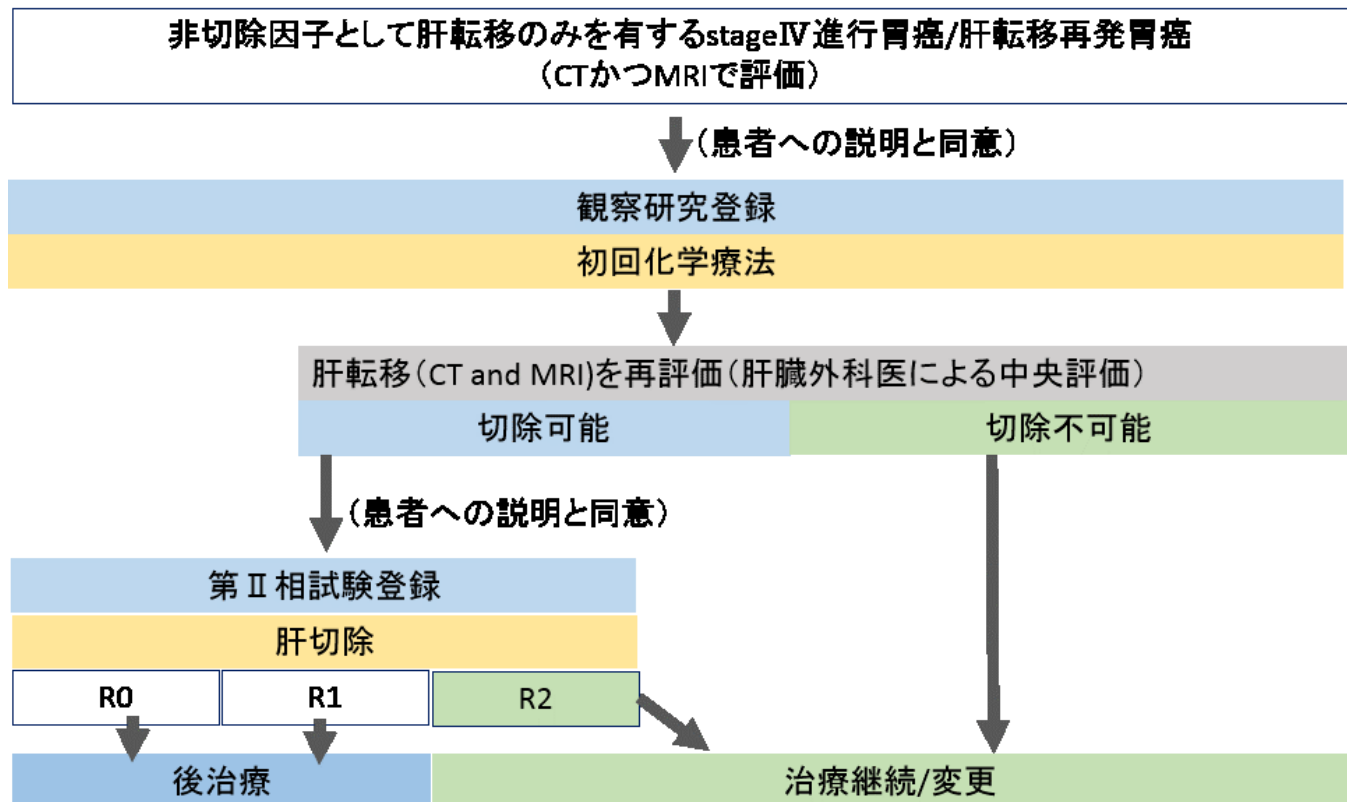 非切除因子として肝転移のみを有するstageⅣ進行胃癌/肝転移再発胃癌
（CTかつMRIで評価）
（患者への説明と同意）
観察研究登録
初回化学療法
肝転移（CT and MRI)を再評価（肝臓外科医による中央評価）
切除可能
切除不可能
（患者への説明と同意）
第Ⅱ相試験登録
肝切除
R0
R1
R2
後治療
治療継続/変更